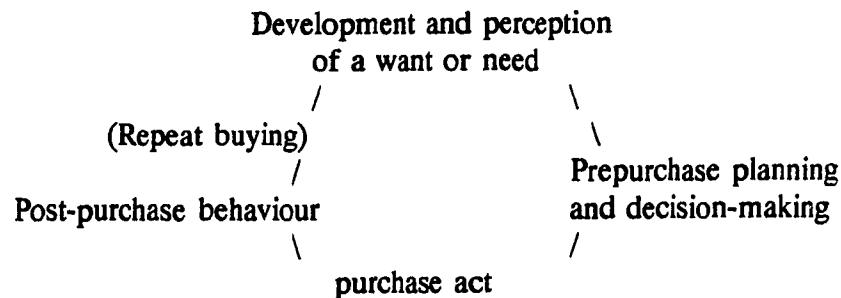 Development and perception
of a want or need
(Repeat buying)
Prepurchase planning
and decision-making
Post-purchase behaviour
purchase act